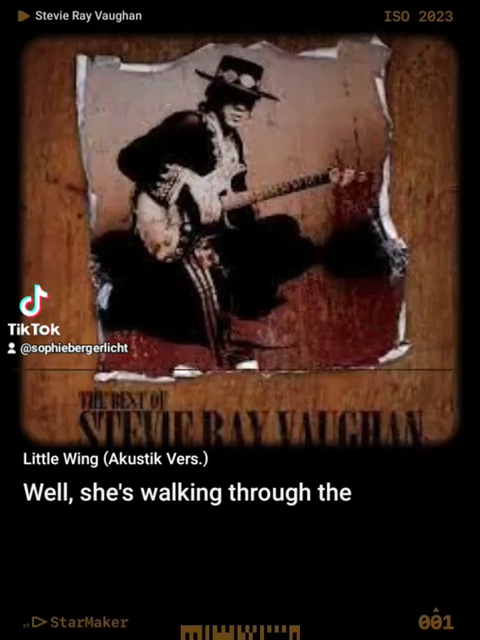 Stevie Ray Vaughan
ISO 2023
TikTok
@sophiebergerlicht
THE BEST OF
STEVIE RAY VAUGHAN
Little Wing (Akustik Vers.)
Well, she's walking through the
StarMaker
001